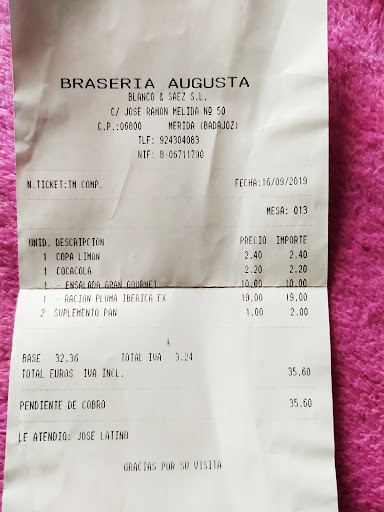 BRASERIA AUGUSTA
BLANCO & SAEZ S.L.
C/ JOSE RAMON MELIDA Nº 50
C.P.:06800 MERIDA (BADAJOZ)
TLF: 924304063
NIF: B-06711790
N.TICKET:TM COMP. FECHA:16/09/2019
MESA: 013
UNID. DESCRIPCION PRECIO IMPORTE
1 COPA LIMON 2.40 2.40
1 COCACOLA 2.20 2.20
1 - ENSALADA GRAN GOURMET 10.00 10.00
1 - RACION PLUMA IBERICA EX 19.00 19.00
2 SUPLEMENTO PAN 1.00 2.00
BASE 32.36 TOTAL IVA 3.24
TOTAL EUROS IVA INCL. 35.60
PENDIENTE DE COBRO 35.60
LE ATENDIO: JOSE LATINO
GRACIAS POR SU VISITA